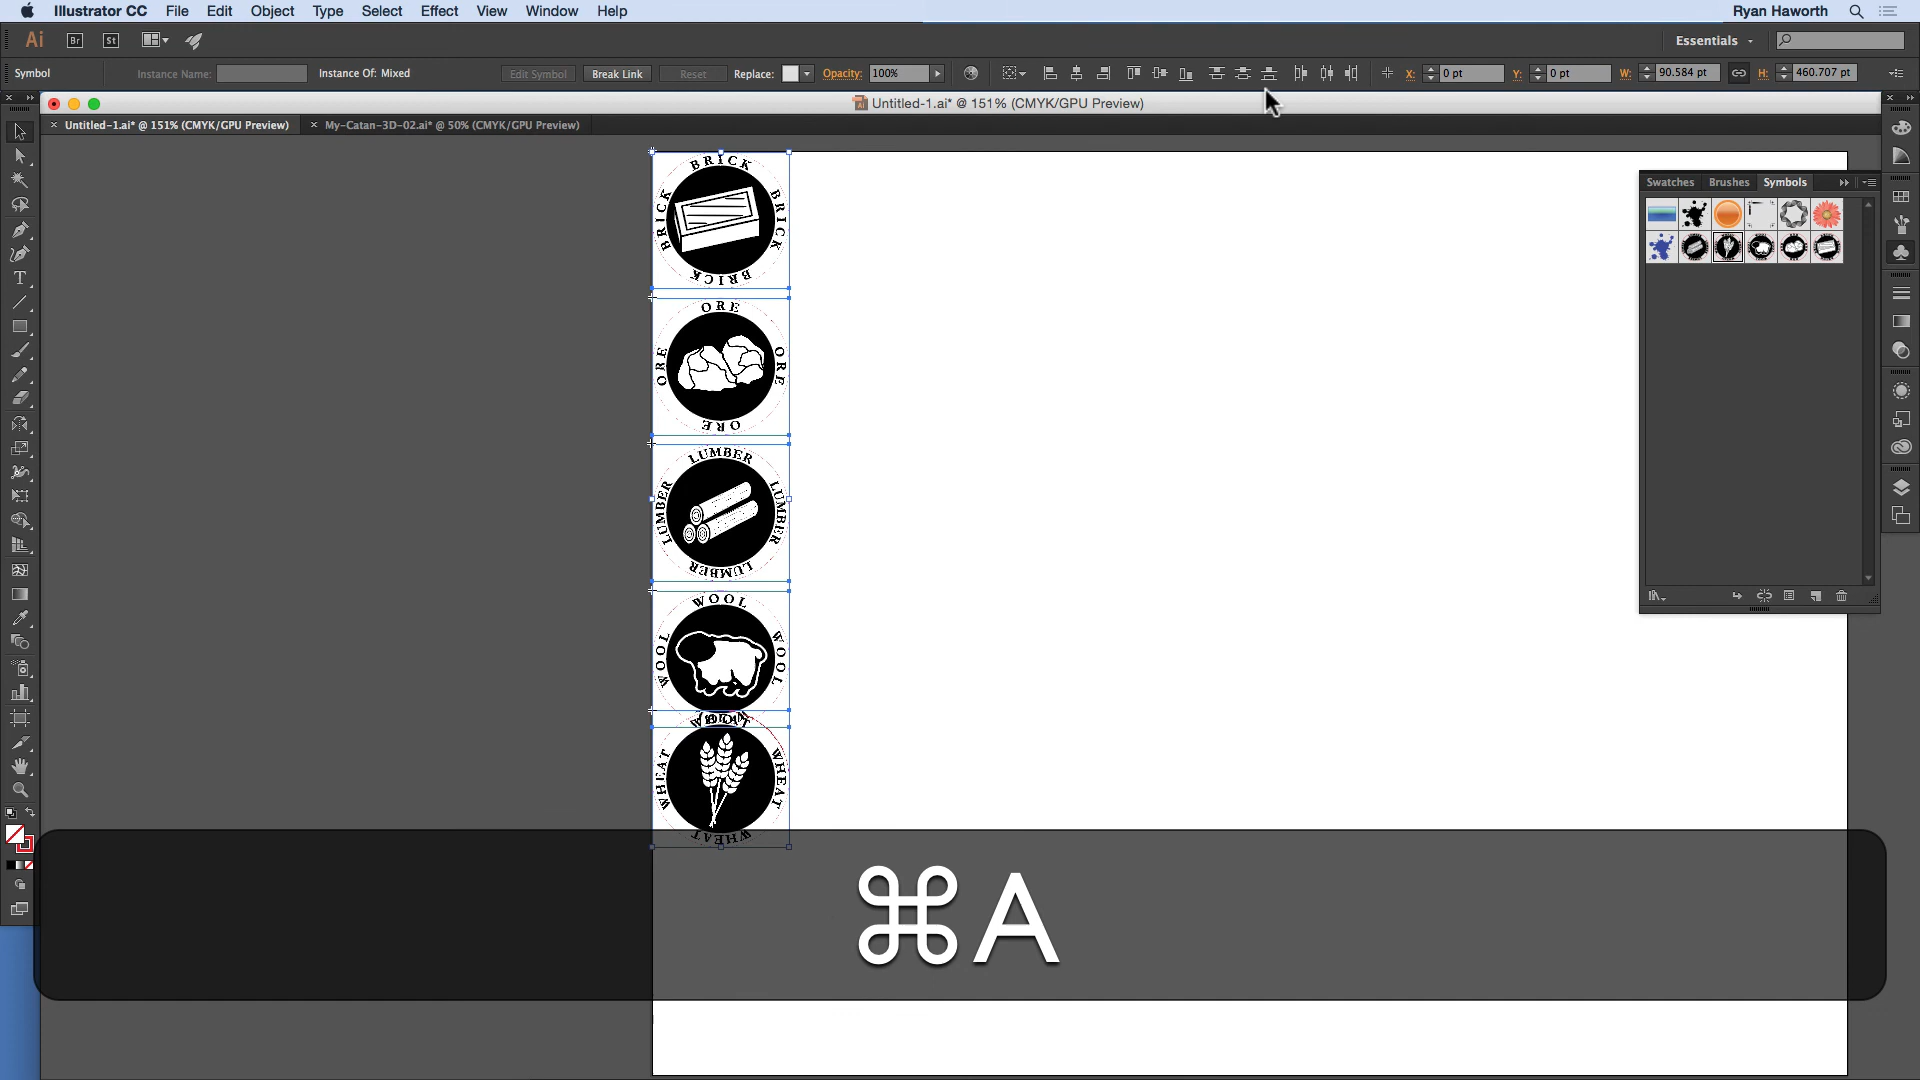 Illustrator CC File Edit Object Type Select Effect View Window Help Ryan Haworth
Ai Br St Essentials
Symbol Instance Name: Instance Of: Mixed Edit Symbol Break Link Reset Replace: Opacity: 100% X: 0 pt Y: 0 pt W: 90.584 pt H: 460.707 pt
Untitled-1.ai* @ 151% (CMYK/GPU Preview)
Untitled-1.ai* @ 151% (CMYK/GPU Preview) My-Catan-3D-02.ai* @ 50% (CMYK/GPU Preview)
Swatches Brushes Symbols
BRICK
BRICK BRICK
BRICK
ORE
ORE ORE
ORE
LUMBER
LUMBER LUMBER
LUMBER
WOOL
WOOL WOOL
WHEAT WHEAT
WHEAT
⌘A